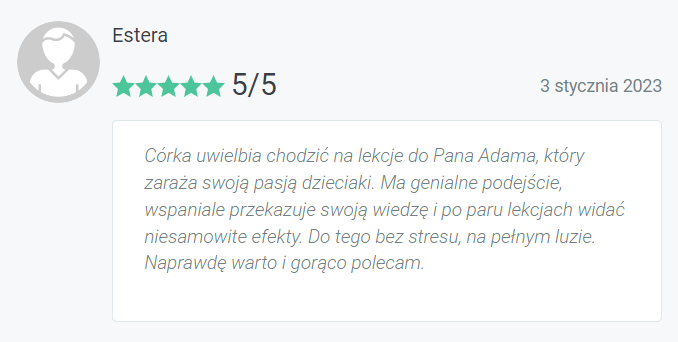 Estera
5/5
3 stycznia 2023
Córka uwielbia chodzić na lekcje do Pana Adama, który
zaraża swoją pasją dzieciaki. Ma genialne podejście,
wspaniale przekazuje swoją wiedzę i po paru lekcjach widać
niesamowite efekty. Do tego bez stresu, na pełnym luzie.
Naprawdę warto i gorąco polecam.